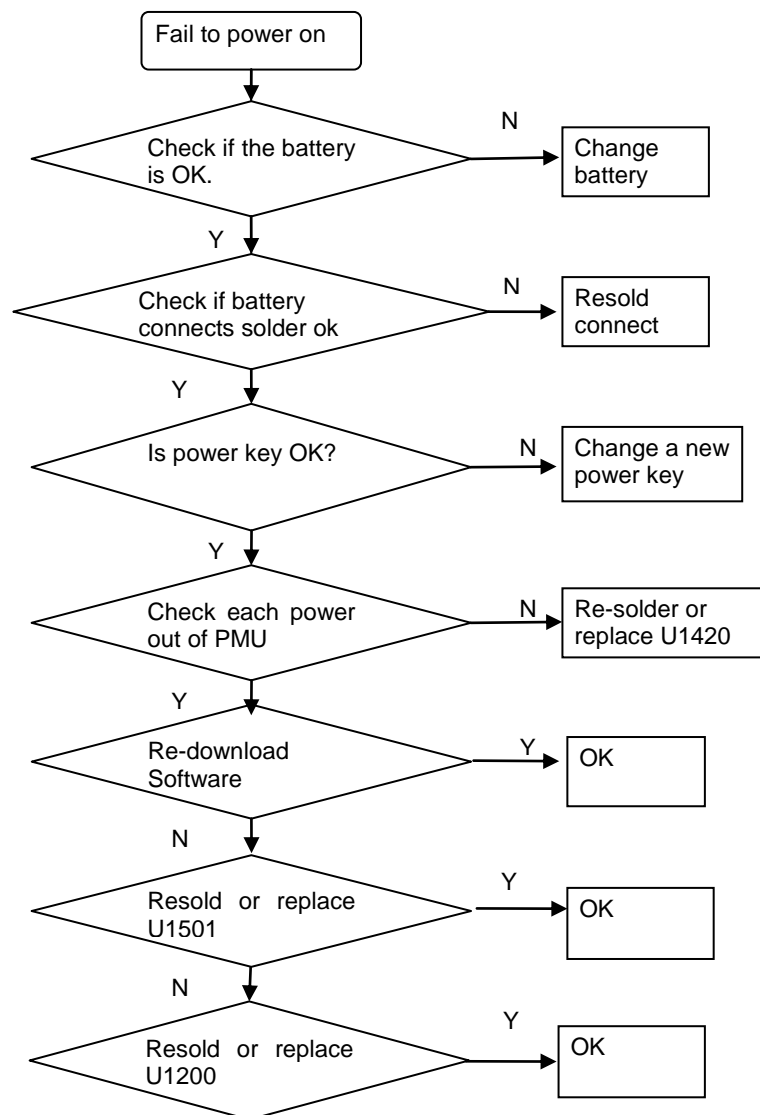 Fail to power on
N
Check if the battery
is OK.
Change
battery
Y
N
Check if battery
connects solder ok
Resold
connect
Y
Is power key OK?
N
Change a new
power key
Y
Check each power
out of PMU
N
Re-solder or
replace U1420
Y
Re-download
Software
Y
OK
N
Resold or replace
U1501
Y
OK
N
Resold or replace
U1200
Y
OK